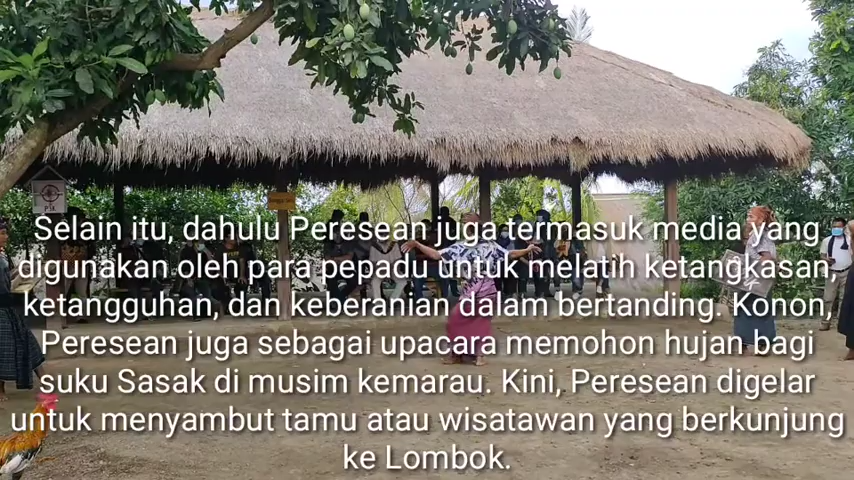 Selain itu, dahulu Peresean juga termasuk media yang
digunakan oleh para pepadu untuk melatih ketangkasan,
ketangguhan, dan keberanian dalam bertanding. Konon,
Peresean juga sebagai upacara memohon hujan bagi
suku Sasak di musim kemarau. Kini, Peresean digelar
untuk menyambut tamu atau wisatawan yang berkunjung
ke Lombok.